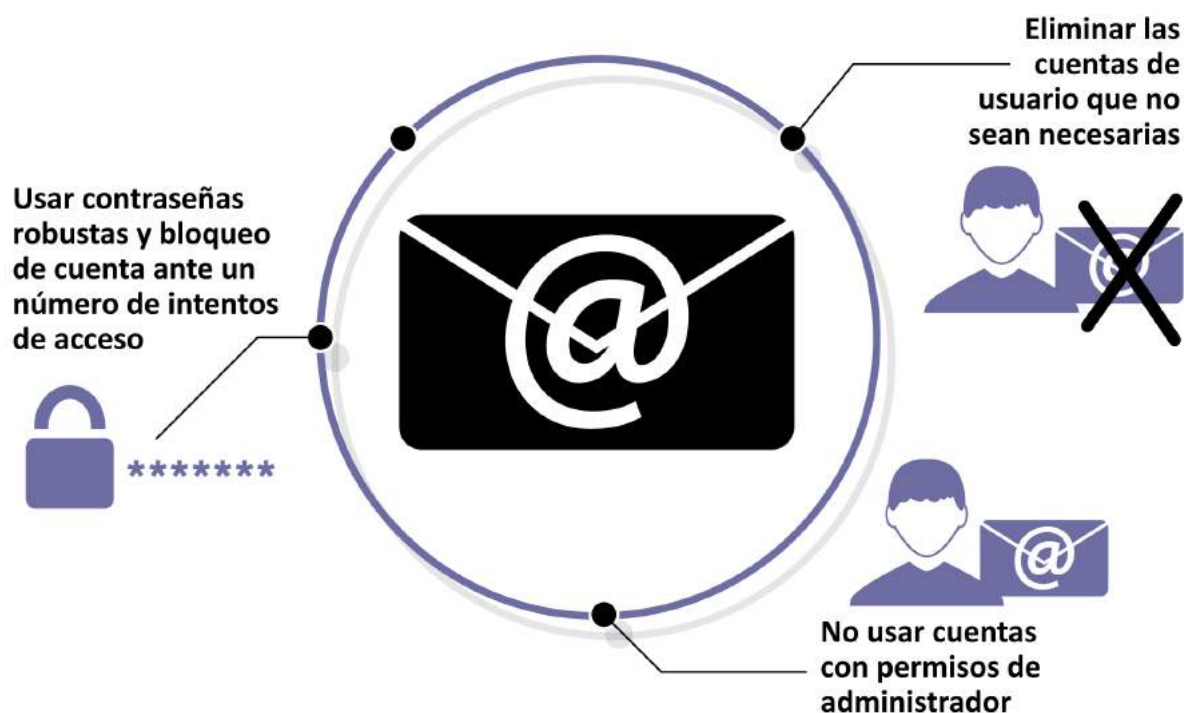 Eliminar las
cuentas de
usuario que no
sean necesarias
Usar contraseñas
robustas y bloqueo
de cuenta ante un
número de intentos
de acceso
*******
@
@
@
No usar cuentas
con permisos de
administrador